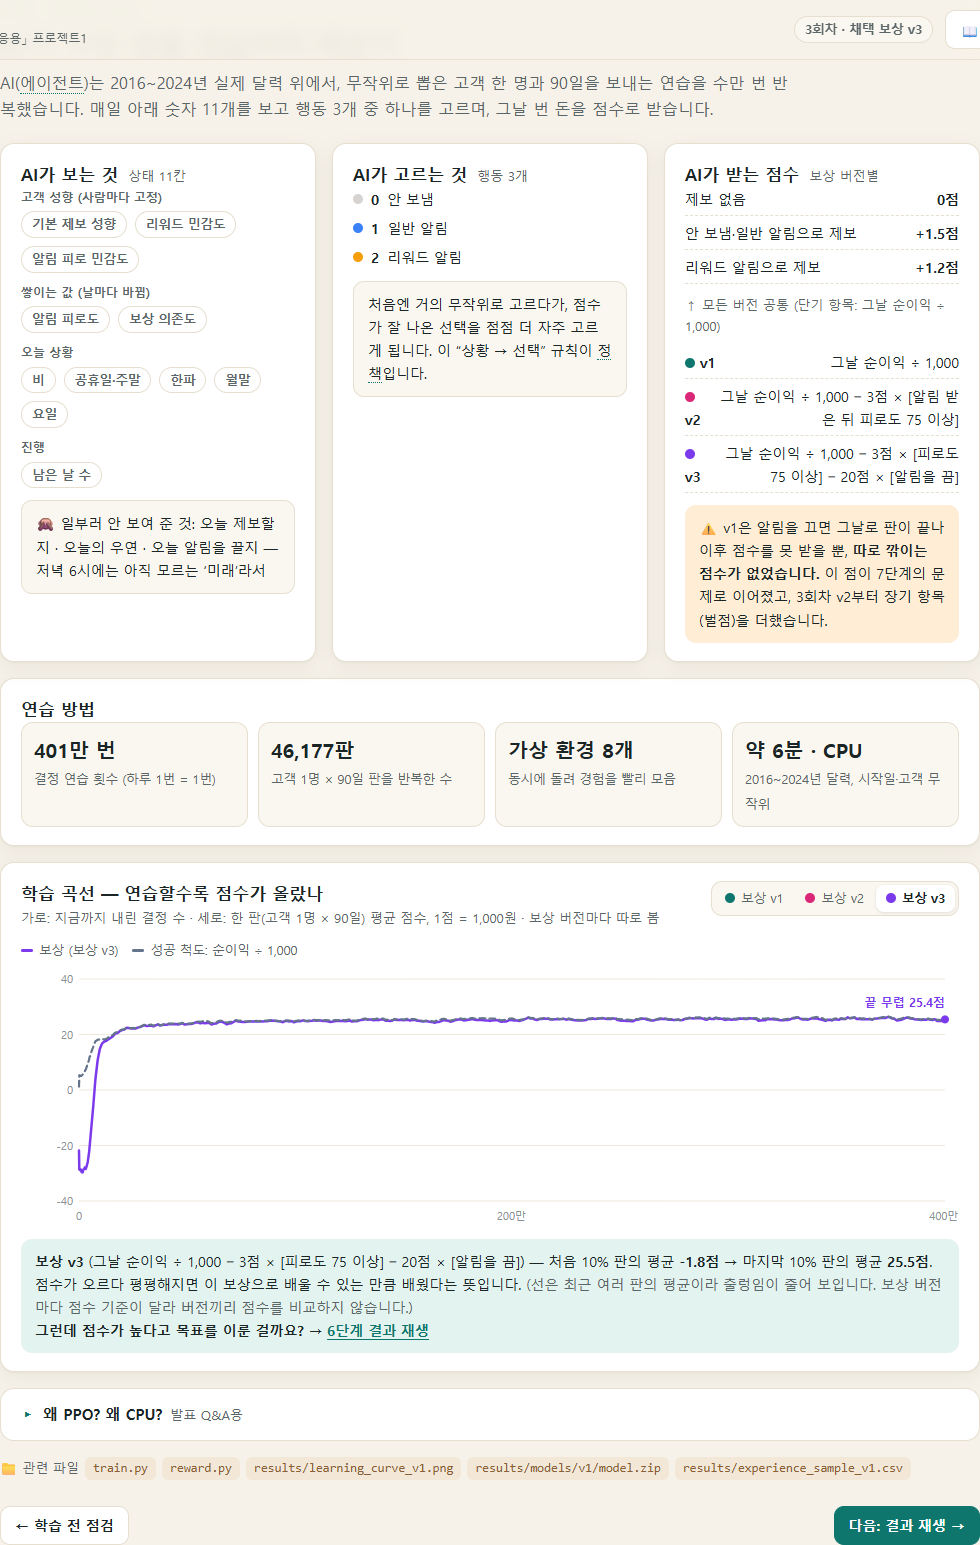 응용」 프로젝트1
3회차 · 채택 보상 v3
AI(에이전트)는 2016~2024년 실제 달력 위에서, 무작위로 뽑은 고객 한 명과 90일을 보내는 연습을 수만 번 반
복했습니다. 매일 아래 숫자 11개를 보고 행동 3개 중 하나를 고르며, 그날 번 돈을 점수로 받습니다.
AI가 보는 것 상태 11칸
고객 성향 (사람마다 고정)
기본 제보 성향
리워드 민감도
알림 피로 민감도
쌓이는 값 (날마다 바뀜)
알림 피로도
보상 의존도
오늘 상황
비
공휴일·주말
한파
월말
요일
진행
남은 날 수
일부러 안 보여 준 것: 오늘 제보할
지 · 오늘의 우연 · 오늘 알림을 끌지 —
저녁 6시에는 아직 모르는 ‘미래’라서
AI가 고르는 것 행동 3개
0 안 보냄
1 일반 알림
2 리워드 알림
처음엔 거의 무작위로 고르다가, 점수
가 잘 나온 선택을 점점 더 자주 고르
게 됩니다. 이 “상황 → 선택” 규칙이 정
책입니다.
AI가 받는 점수 보상 버전별
제보 없음 0점
안 보냄·일반 알림으로 제보 +1.5점
리워드 알림으로 제보 +1.2점
↑ 모든 버전 공통 (단기 항목: 그날 순이익 ÷
1,000)
v1 그날 순이익 ÷ 1,000
v2 그날 순이익 ÷ 1,000 − 3점 × [알림 받
은 뒤 피로도 75 이상]
v3 그날 순이익 ÷ 1,000 − 3점 × [피로도
75 이상] − 20점 × [알림을 끔]
⚠️ v1은 알림을 끄면 그날로 판이 끝나
이후 점수를 못 받을 뿐, 따로 깎이는
점수가 없었습니다. 이 점이 7단계의 문
제로 이어졌고, 3회차 v2부터 장기 항목
(벌점)을 더했습니다.
연습 방법
401만 번
결정 연습 횟수 (하루 1번 = 1번)
46,177판
고객 1명 × 90일 판을 반복한 수
가상 환경 8개
동시에 돌려 경험을 빨리 모음
약 6분 · CPU
2016~2024년 달력, 시작일·고객 무
작위
학습 곡선 — 연습할수록 점수가 올랐나
가로: 지금까지 내린 결정 수 · 세로: 한 판(고객 1명 × 90일) 평균 점수, 1점 = 1,000원 · 보상 버전마다 따로 봄
보상 v1
보상 v2
보상 v3
보상 (보상 v3)
성공 척도: 순이익 ÷ 1,000
40
20
0
-20
-40
끝 무렵 25.4점
0
200만
400만
보상 v3 (그날 순이익 ÷ 1,000 − 3점 × [피로도 75 이상] − 20점 × [알림을 끔]) — 처음 10% 판의 평균 -1.8점 → 마지막 10% 판의 평균 25.5점.
점수가 오르다 평평해지면 이 보상으로 배울 수 있는 만큼 배웠다는 뜻입니다. (선은 최근 여러 판의 평균이라 출렁임이 줄어 보입니다. 보상 버전
마다 점수 기준이 달라 버전끼리 점수를 비교하지 않습니다.)
그런데 점수가 높다고 목표를 이룬 걸까요? → 6단계 결과 재생
▸ 왜 PPO? 왜 CPU? 발표 Q&A용
관련 파일
train.py
reward.py
results/learning_curve_v1.png
results/models/v1/model.zip
results/experience_sample_v1.csv
← 학습 전 점검
다음: 결과 재생 →